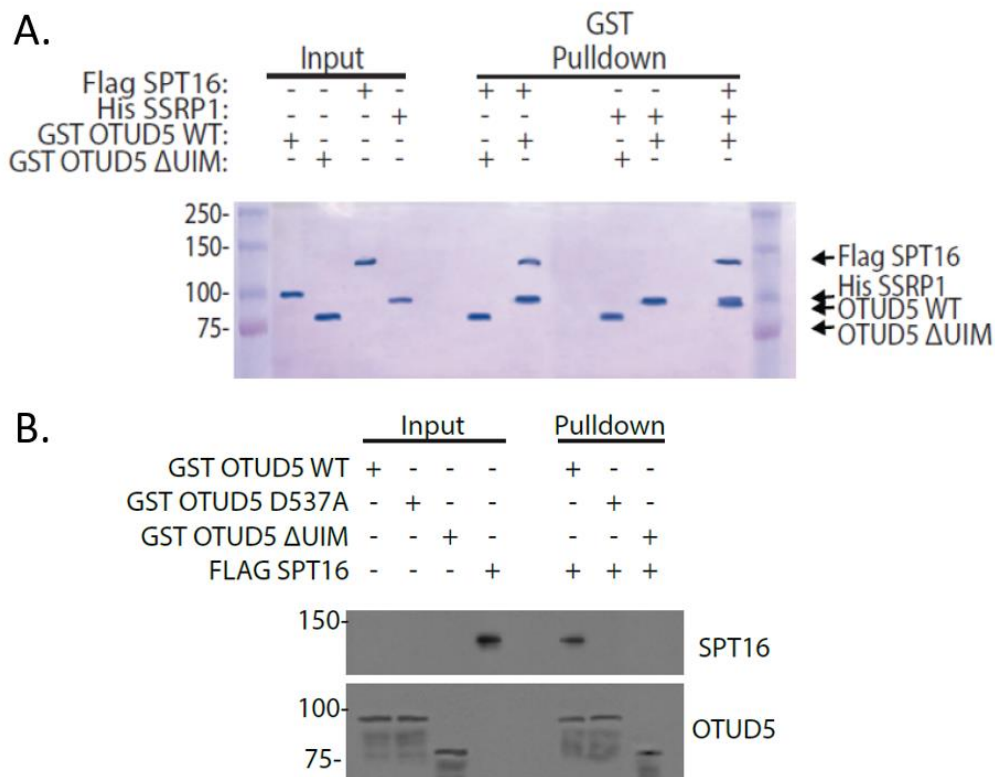 A.
GST
Input Pulldown
Flag SPT16: - - + - + + - - +
His SSRP1: - - - + - - + + +
GST OTUD5 WT: + - - - - + - + +
GST OTUD5 ΔUIM: - + - - + - + - -
250-
150-
100-
75-
Flag SPT16
His SSRP1
OTUD5 WT
OTUD5 ΔUIM
B.
Input Pulldown
GST OTUD5 WT + - - - + - -
GST OTUD5 D537A - + - - - + -
GST OTUD5 ΔUIM - - + - - - +
FLAG SPT16 - - - + + + +
150-
SPT16
100-
OTUD5
75-